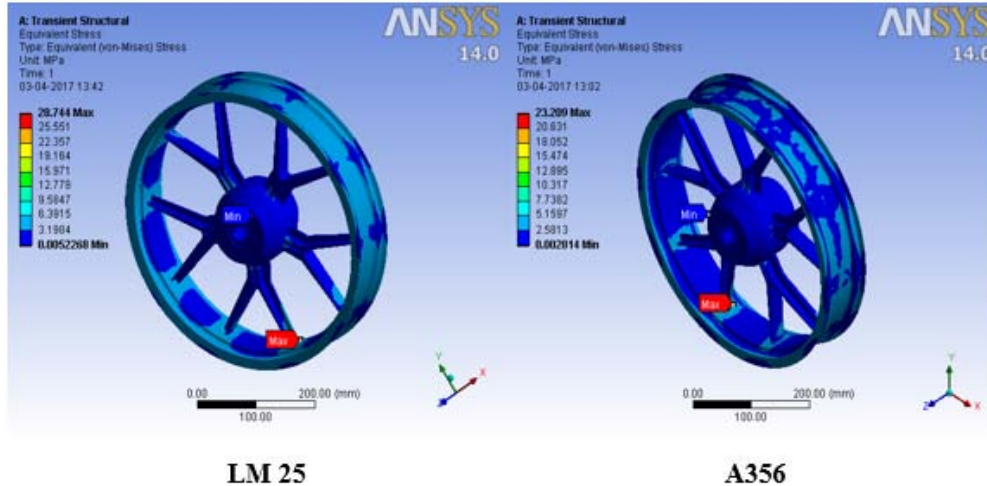 A: Transient Structural
Equivalent Stress
Type: Equivalent (von-Mises) Stress
Unit: MPa
Time: 1
03-04-2017 13:42
28.744 Max
25.551
22.357
19.164
15.971
12.778
9.5847
6.3915
3.1984
0.0052268 Min
ANSYS
14.0
Min
Max
0.00
200.00 (mm)
100.00
Y
X
Z
LM 25
A: Transient Structural
Equivalent Stress
Type: Equivalent (von-Mises) Stress
Unit: MPa
Time: 1
03-04-2017 13:02
23.209 Max
20.631
18.052
15.474
12.895
10.317
7.7382
5.1597
2.5813
0.002814 Min
ANSYS
14.0
Min
Max
0.00
200.00 (mm)
100.00
Y
Z
X
A356